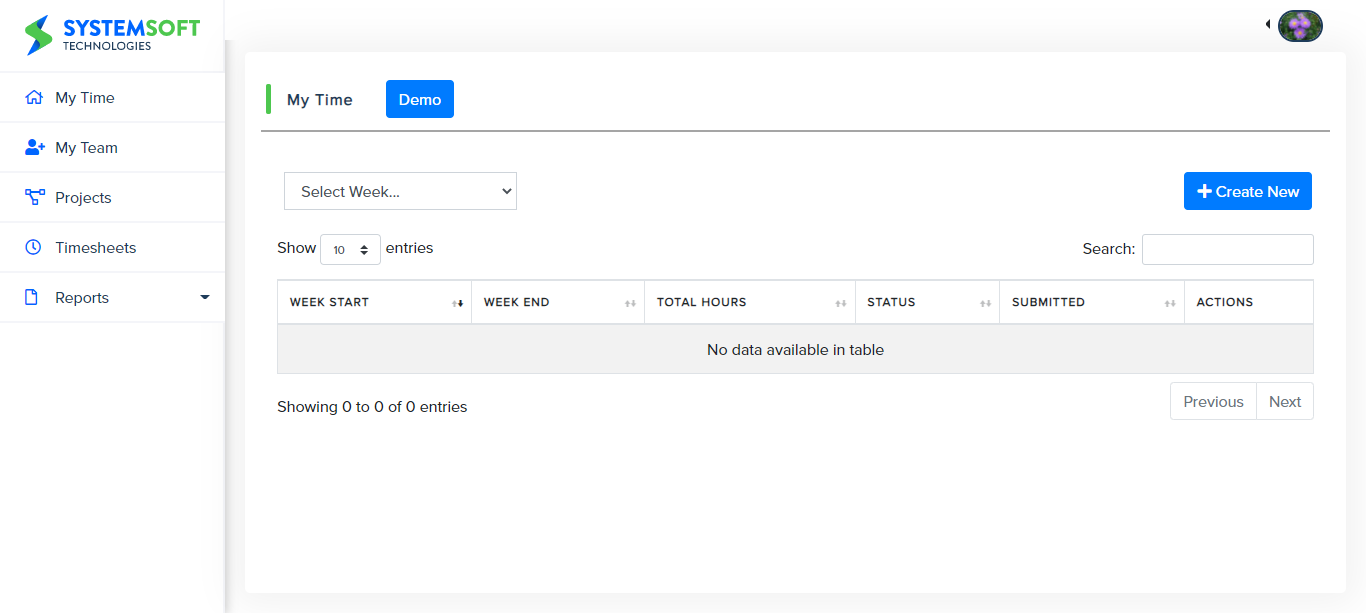 SYSTEMSOFT
TECHNOLOGIES
My Time
My Team
Projects
Timesheets
Reports
My Time Demo
Select Week...
Create New
Show 10 entries
Search:
WEEK START WEEK END TOTAL HOURS STATUS SUBMITTED ACTIONS
No data available in table
Showing 0 to 0 of 0 entries
Previous Next